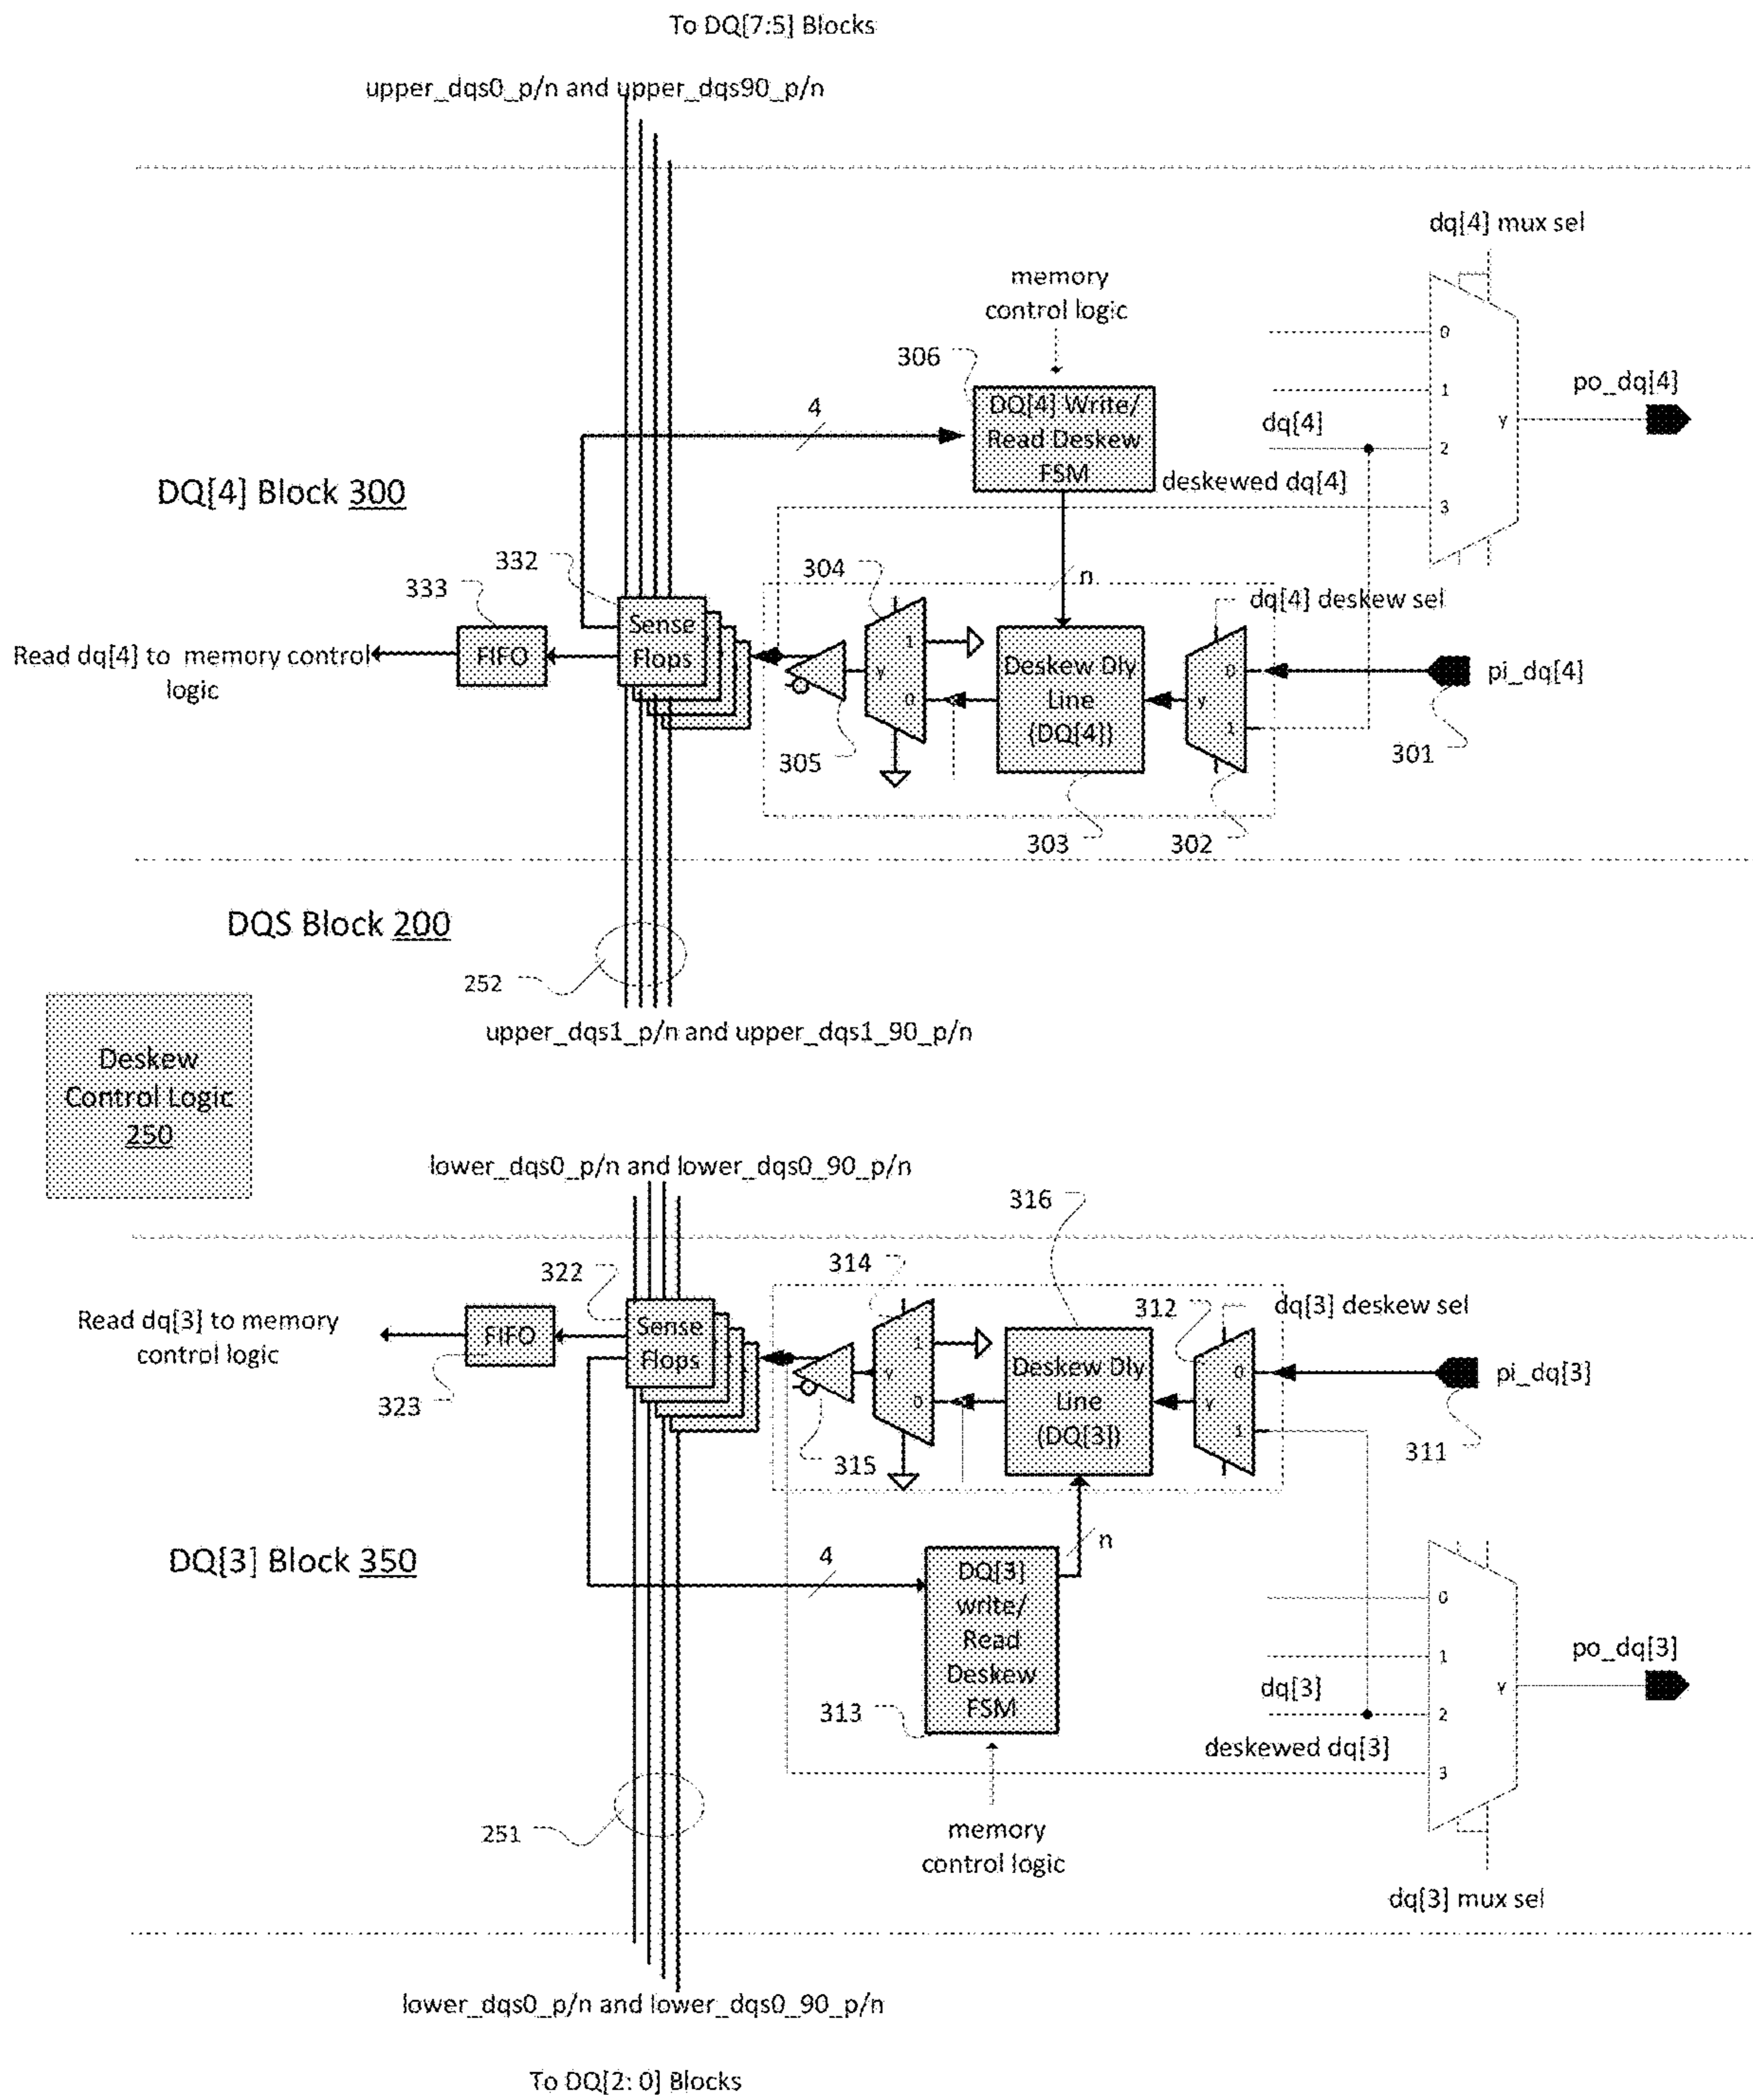 To DQ[7:5] Blocks
upper_dqs0_p/n and upper_dqs90_p/n
dq[4] mux sel
memory
control logic
0
306
1
po_dq[4]
4
DQ[4] Write/
Read Deskew
FSM
dq[4]
y
2
DQ[4] Block 300
deskewed dq[4]
3
332
304
n
333
dq[4] deskew sel
Sense
Flops
1
FIFO
Read dq[4] to memory control
logic
y
0
Deskew Dly
Line
(DQ[4])
0
y
1
pi_dq[4]
305
301
303
302
DQS Block 200
252
upper_dqs1_p/n and upper_dqs1_90_p/n
Deskew
Control Logic
250
lower_dqs0_p/n and lower_dqs0_90_p/n
316
322
314
312
dq[3] deskew sel
Read dq[3] to memory
control logic
FIFO
Sense
Flops
1
y
0
Deskew Dly
Line
(DQ[3])
0
y
1
pi_dq[3]
323
315
311
n
DQ[3] Block 350
4
DQ[3]
write/
Read
Deskew
FSM
0
1
po_dq[3]
dq[3]
y
313
2
deskewed dq[3]
3
251
memory
control logic
dq[3] mux sel
lower_dqs0_p/n and lower_dqs0_90_p/n
To DQ[2: 0] Blocks